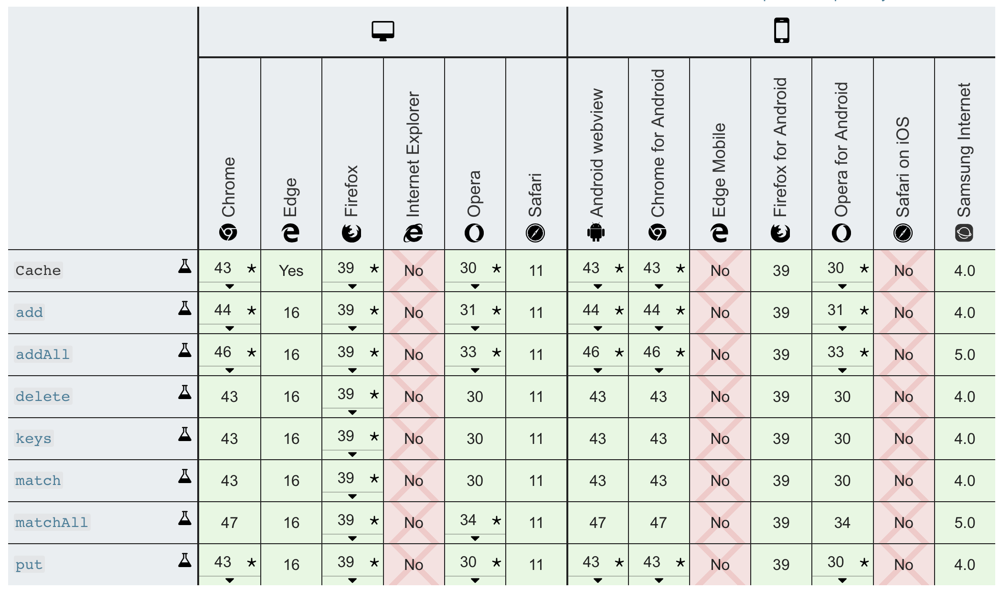 Chrome
Edge
Firefox
Internet Explorer
Opera
Safari
Android webview
Chrome for Android
Edge Mobile
Firefox for Android
Opera for Android
Safari on iOS
Samsung Internet
Cache 43 * Yes 39 * No 30 * 11 43 * 43 * No 39 30 * No 4.0
add 44 * 16 39 * No 31 * 11 44 * 44 * No 39 31 * No 4.0
addAll 46 * 16 39 * No 33 * 11 46 * 46 * No 39 33 * No 5.0
delete 43 16 39 * No 30 11 43 43 No 39 30 No 4.0
keys 43 16 39 * No 30 11 43 43 No 39 30 No 4.0
match 43 16 39 * No 30 11 43 43 No 39 30 No 4.0
matchAll 47 16 39 * No 34 * 11 47 47 No 39 34 No 5.0
put 43 * 16 39 * No 30 * 11 43 * 43 * No 39 30 * No 4.0